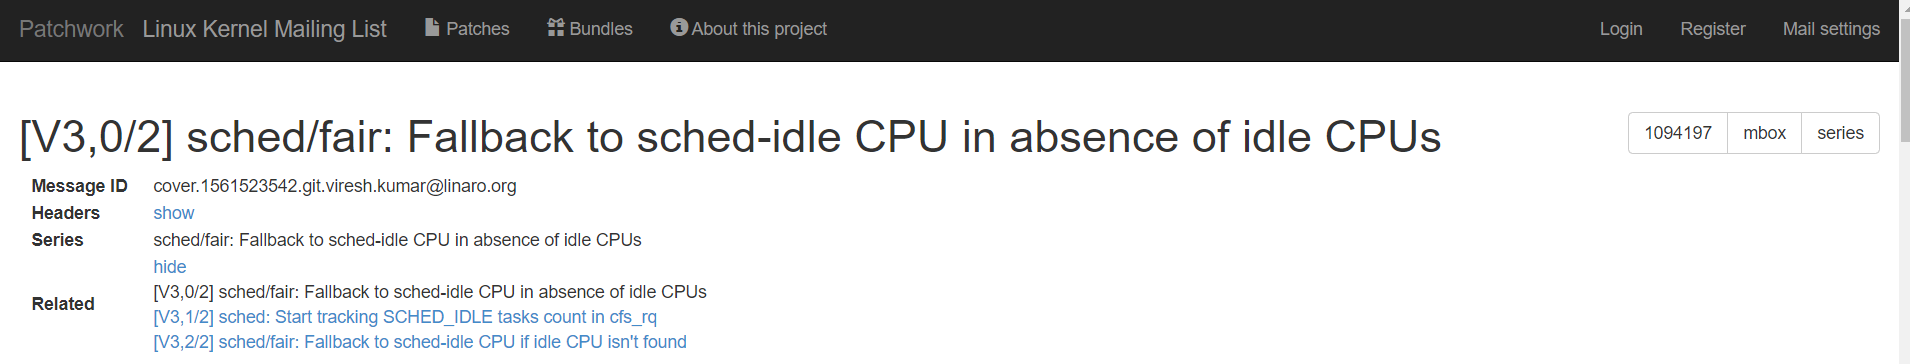 Patchwork Linux Kernel Mailing List Patches Bundles About this project Login Register Mail settings
[V3,0/2] sched/fair: Fallback to sched-idle CPU in absence of idle CPUs 1094197 mbox series
Message ID cover.1561523542.git.viresh.kumar@linaro.org
Headers show
Series sched/fair: Fallback to sched-idle CPU in absence of idle CPUs
hide
Related [V3,0/2] sched/fair: Fallback to sched-idle CPU in absence of idle CPUs
[V3,1/2] sched: Start tracking SCHED_IDLE tasks count in cfs_rq
[V3,2/2] sched/fair: Fallback to sched-idle CPU if idle CPU isn't found